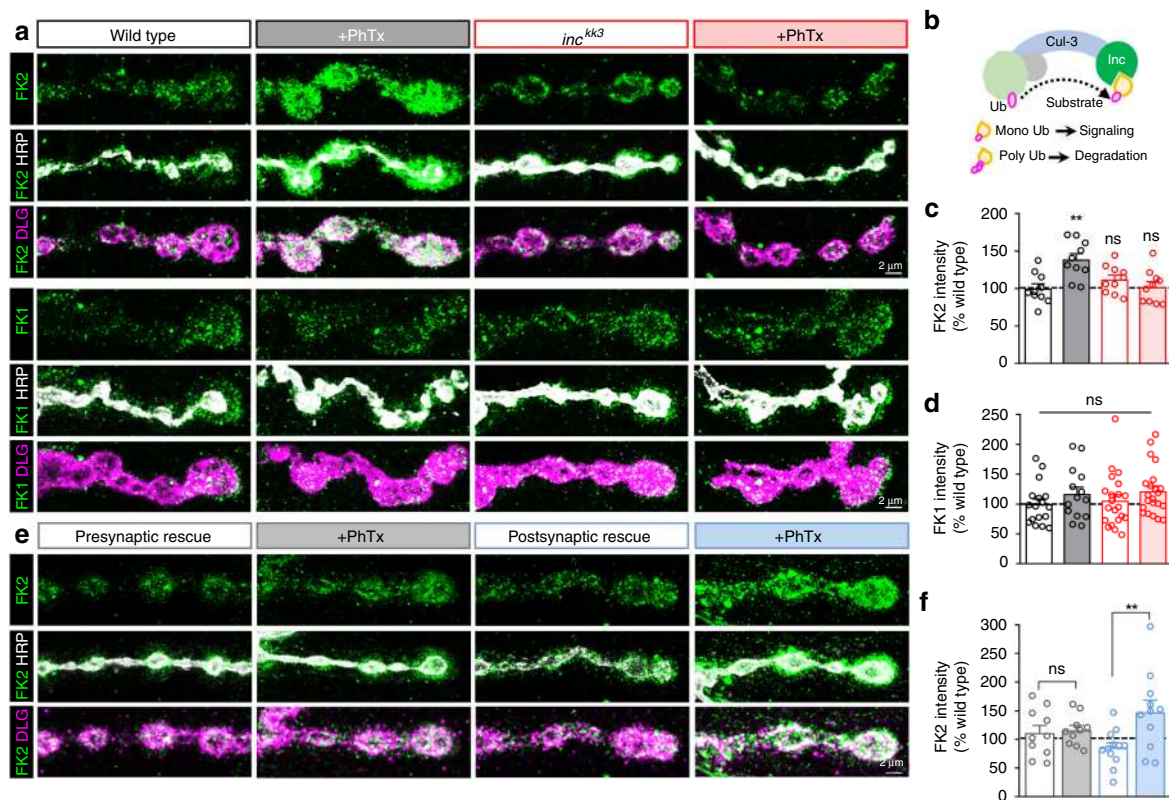 a
Wild type
+PhTx
inc^kk3
+PhTx
FK2
FK2 HRP
FK2 DLG
2 μm
FK1
FK1 HRP
FK1 DLG
2 μm
b
Cul-3
Inc
Ub
Substrate
Mono Ub
Signaling
Poly Ub
Degradation
c
FK2 intensity
(% wild type)
200
150
100
50
0
**
ns
ns
d
FK1 intensity
(% wild type)
250
200
150
100
50
0
ns
e
Presynaptic rescue
+PhTx
Postsynaptic rescue
+PhTx
FK2
FK2 HRP
FK2 DLG
2 μm
f
FK2 intensity
(% wild type)
300
250
200
150
100
50
0
ns
**